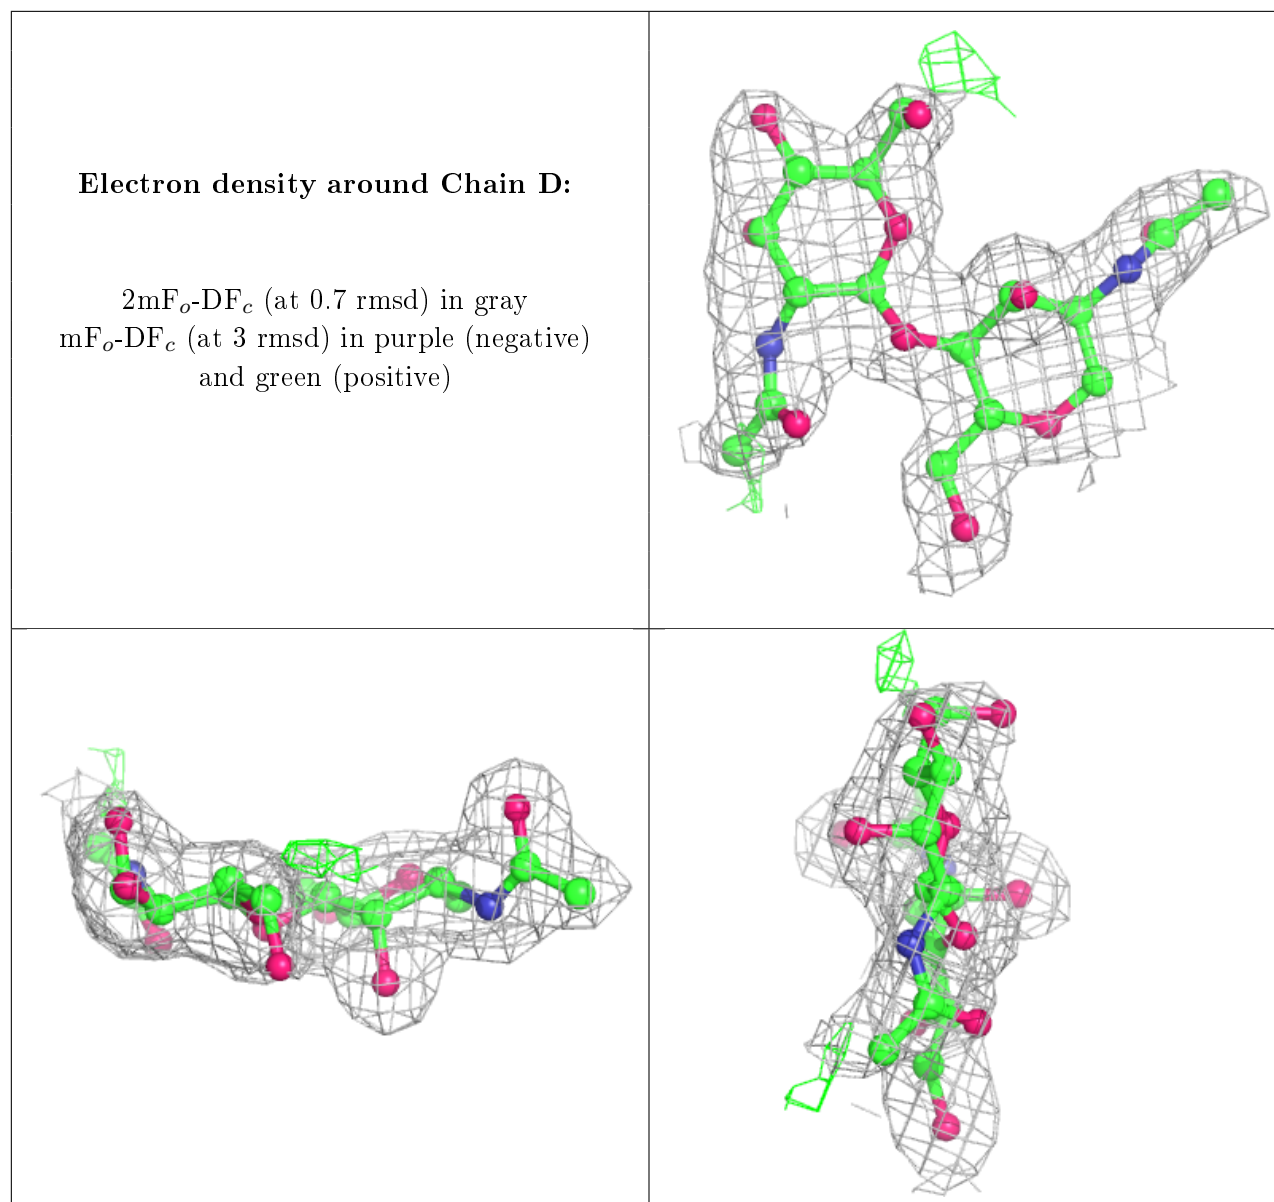 Electron density around Chain D:
2mF𝑜-DF𝑐 (at 0.7 rmsd) in gray
mF𝑜-DF𝑐 (at 3 rmsd) in purple (negative)
and green (positive)